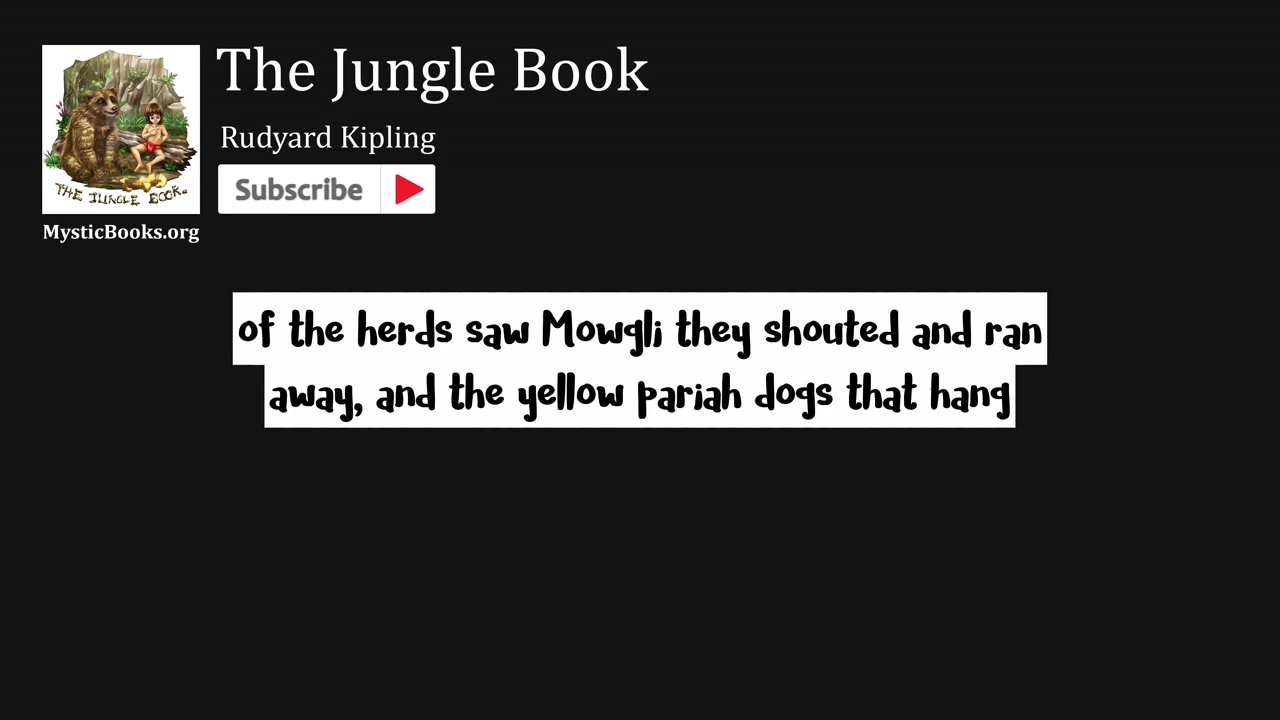 The Jungle Book
Rudyard Kipling
Subscribe
THE JUNGLE BOOK.
MysticBooks.org
of the herds saw Mowgli they shouted and ran
away, and the yellow pariah dogs that hang